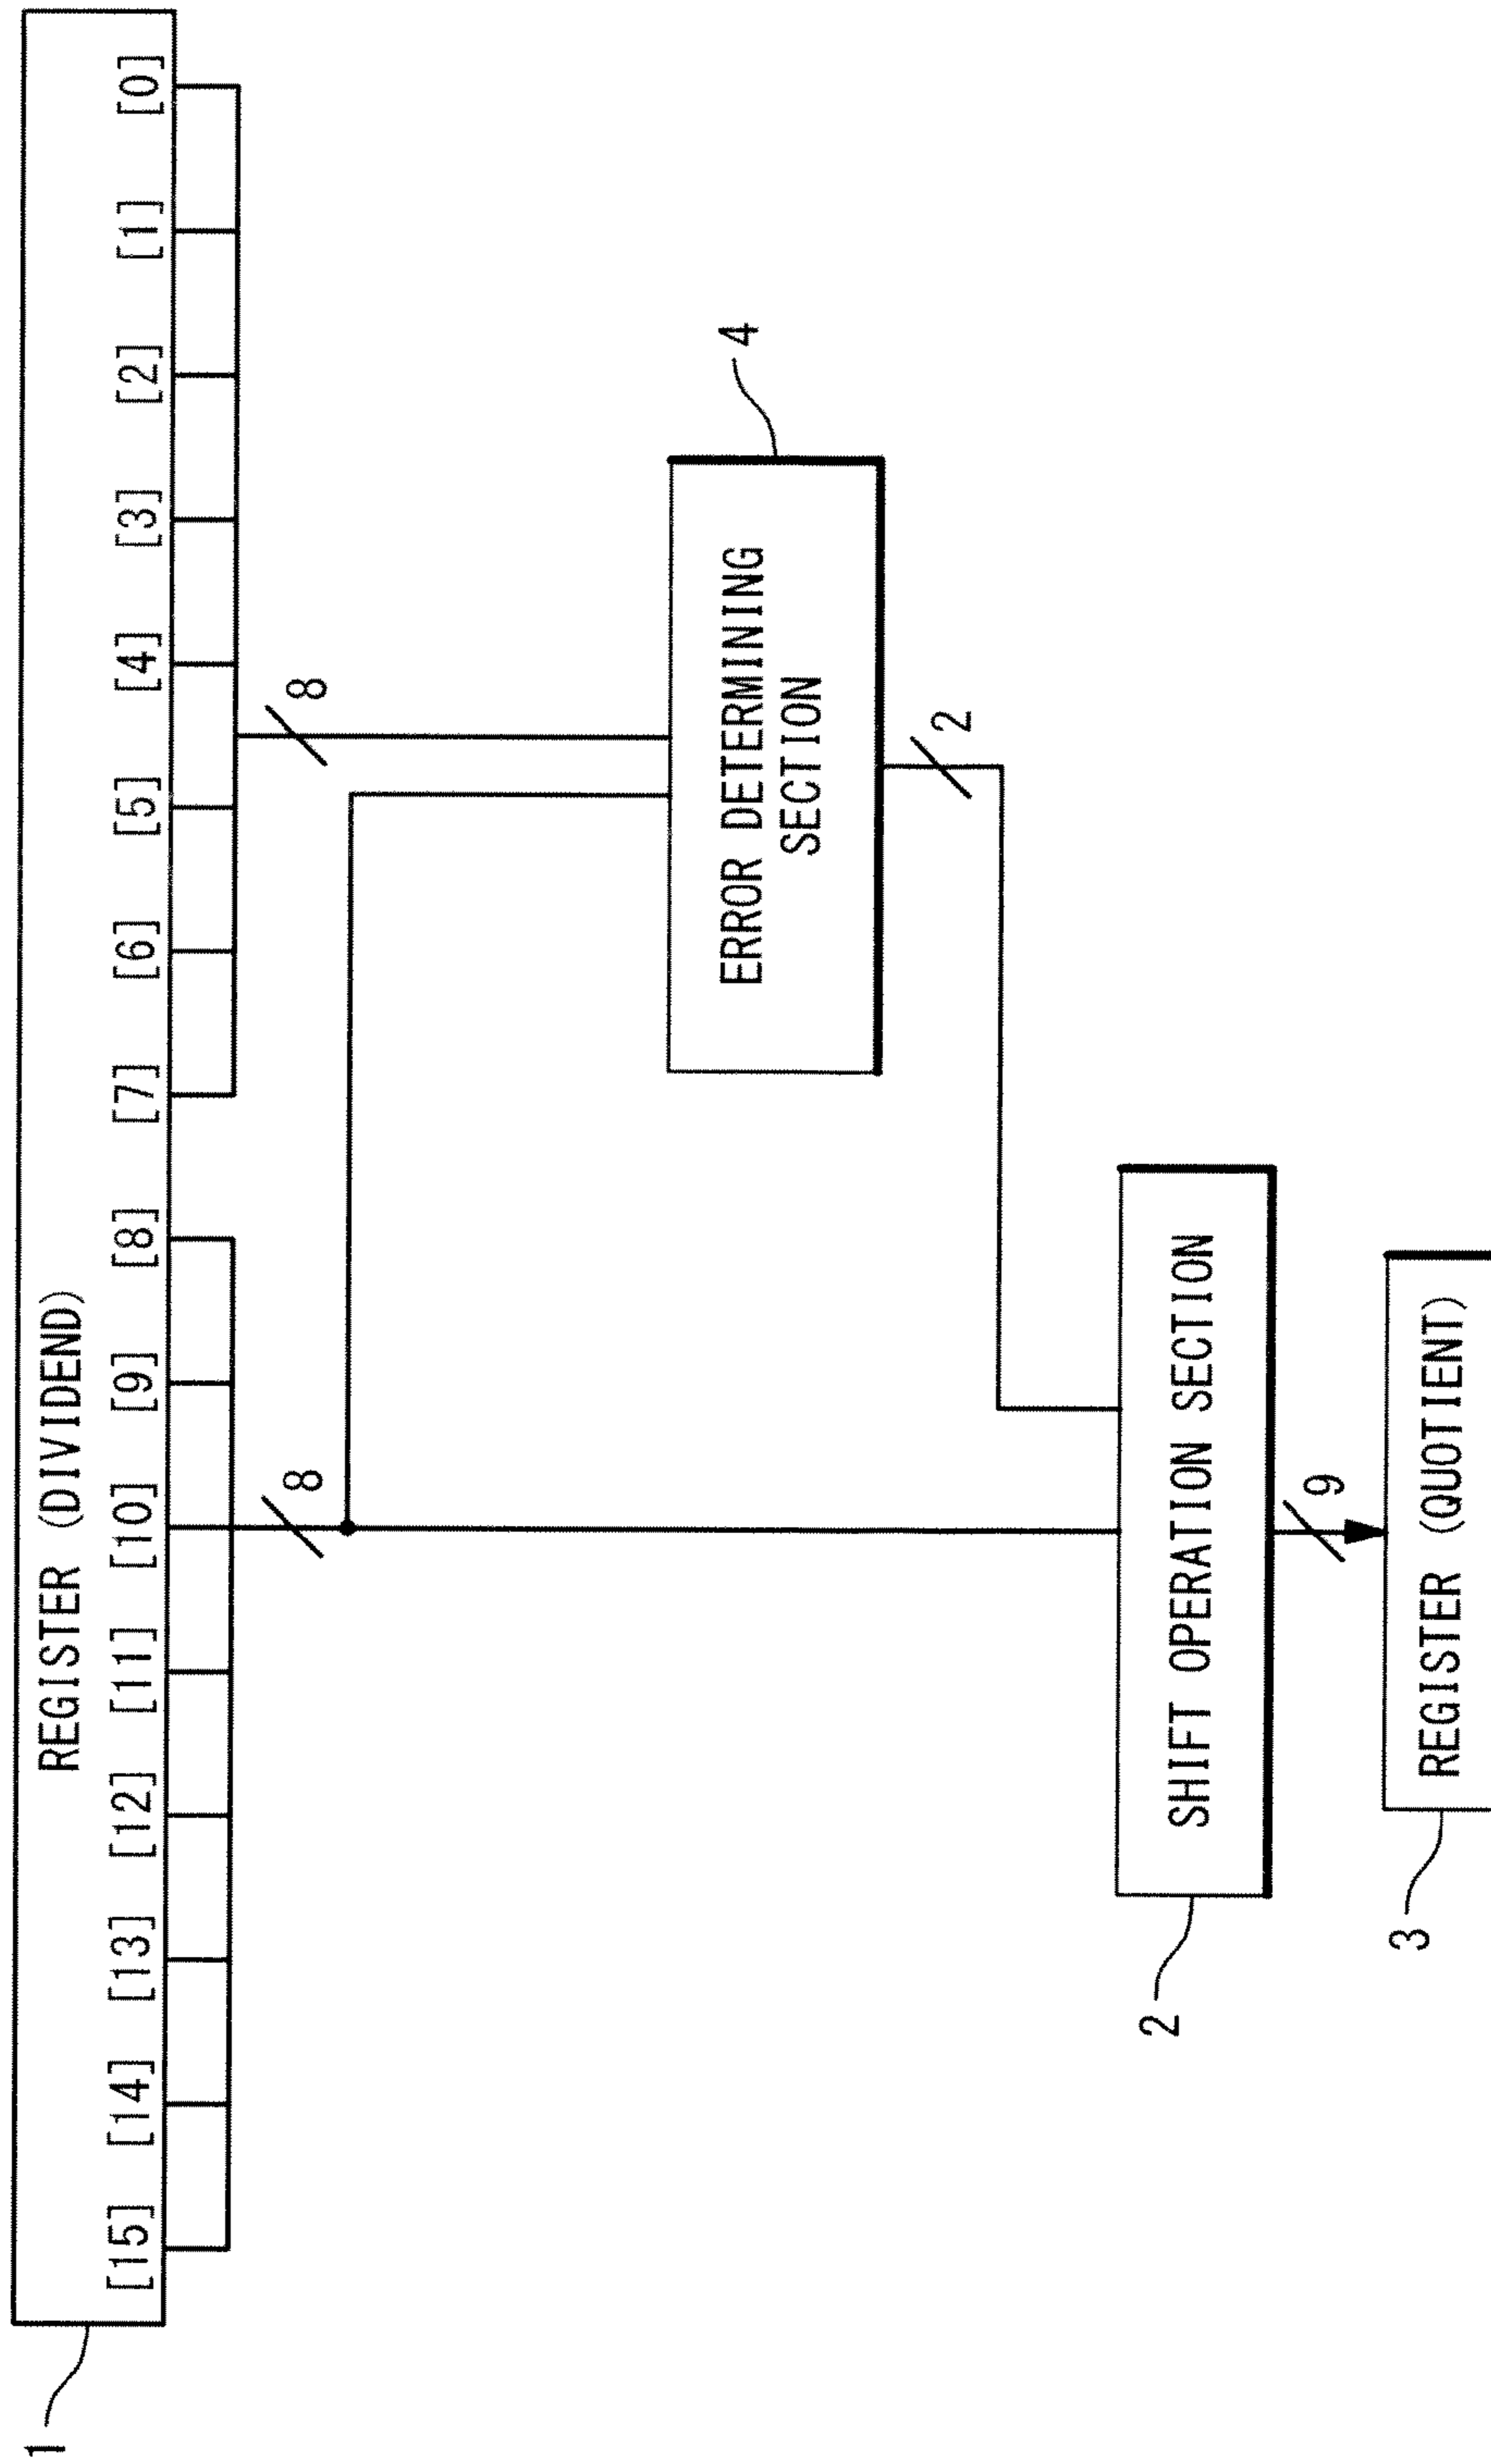 1
REGISTER (DIVIDEND)
[15] [14] [13] [12] [11] [10] [9] [8] [7] [6] [5] [4] [3] [2] [1] [0]
8
8
4
ERROR DETERMINING
SECTION
2
2
SHIFT OPERATION SECTION
9
3
REGISTER (QUOTIENT)